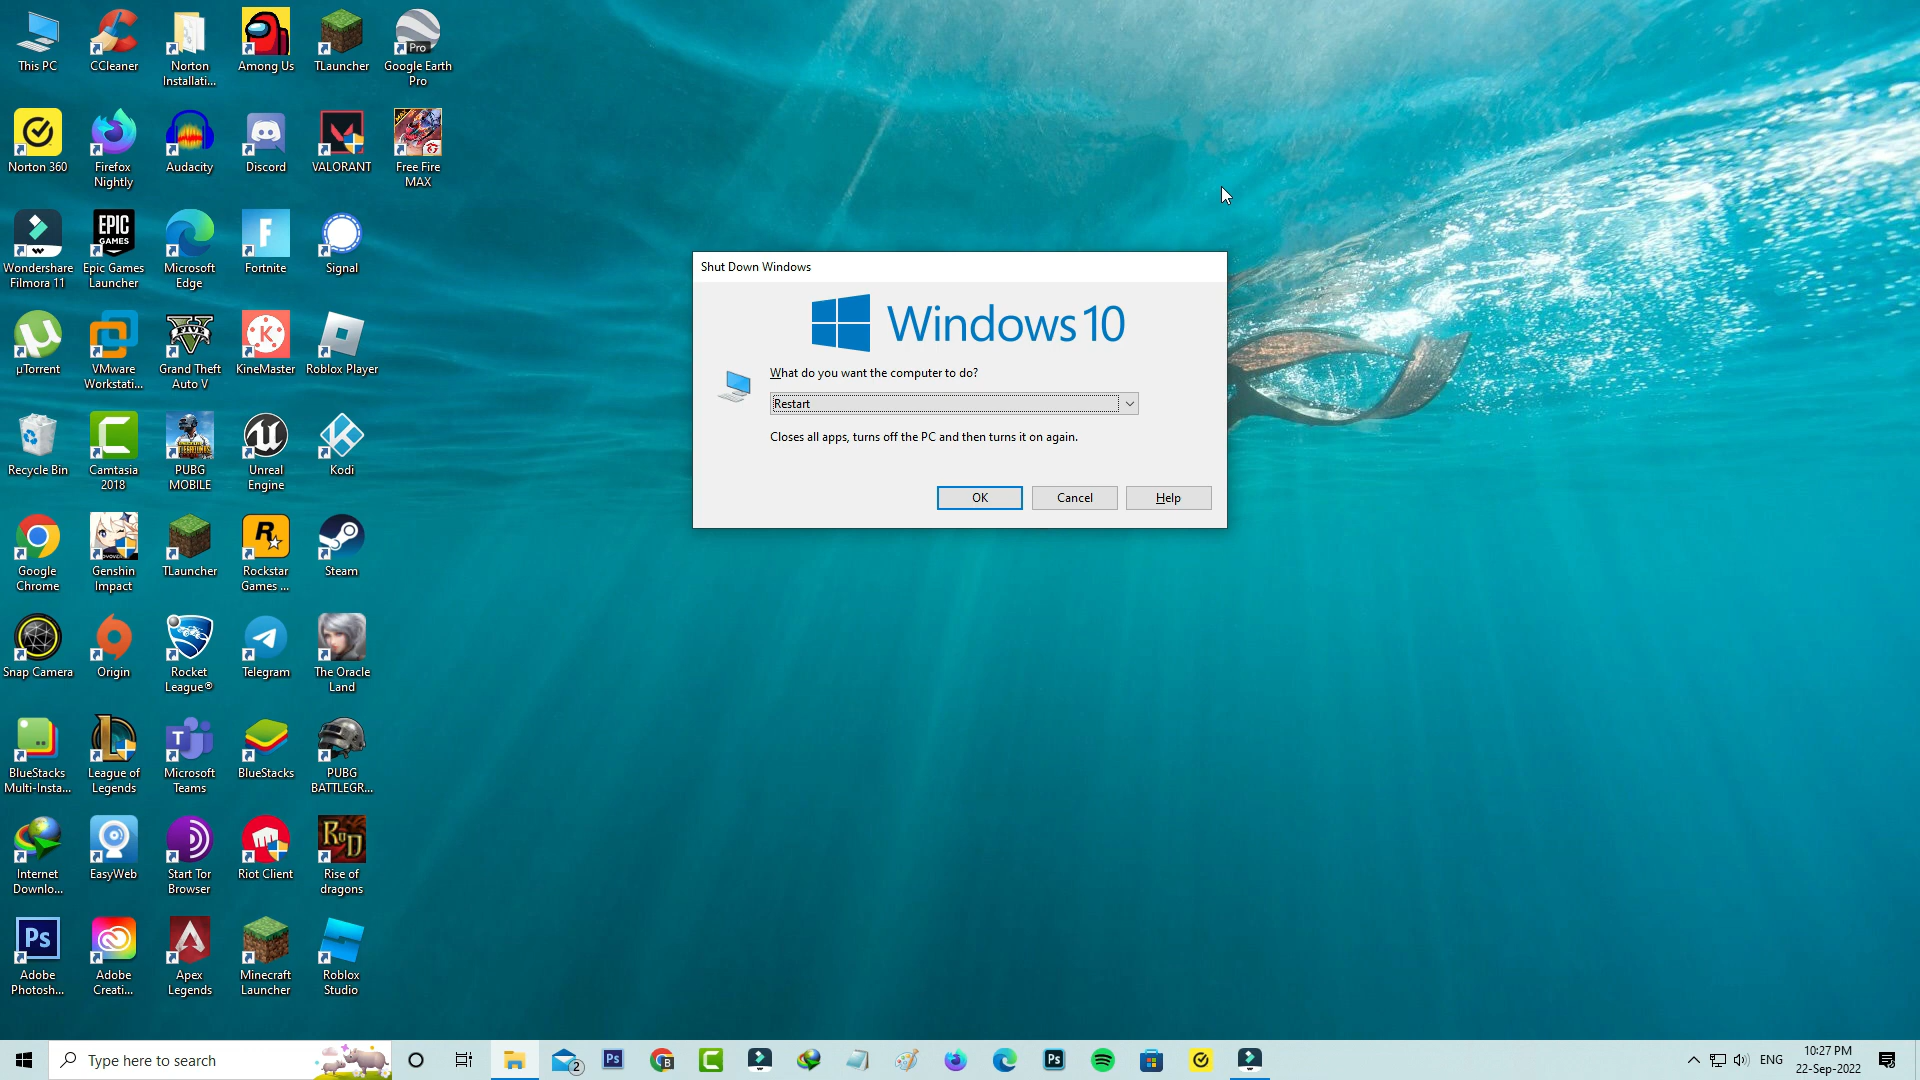 This PC
CCleaner
Norton
Installati...
Among Us
TLauncher
Pro
Google Earth
Pro
Norton 360
Firefox
Nightly
Audacity
Discord
VALORANT
MAX
Free Fire
MAX
Wondershare
Filmora 11
EPIC
GAMES
Epic Games
Launcher
Microsoft
Edge
F
Fortnite
Signal
µ
µTorrent
VMware
Workstati...
FIVE
Grand Theft
Auto V
K
KineMaster
Roblox Player
Recycle Bin
C
Camtasia
2018
PUBG
MOBILE
Unreal
Engine
Kodi
Google
Chrome
Genshin
Impact
TLauncher
R
Rockstar
Games ...
Steam
Snap Camera
Origin
Rocket
League®
Telegram
The Oracle
Land
BlueStacks
Multi-Insta...
L
League of
Legends
T
Microsoft
Teams
BlueStacks
PUBG
BATTLEGR...
Internet
Downlo...
EasyWeb
Start Tor
Browser
Riot Client
RoD
Rise of
dragons
Ps
Adobe
Photosh...
Adobe
Creati...
Apex
Legends
Minecraft
Launcher
Roblox
Studio
Shut Down Windows
Windows 10
What do you want the computer to do?
Restart
Closes all apps, turns off the PC and then turns it on again.
OK
Cancel
Help
Type here to search
2
Ps
B
C
Ps
ENG
10:27 PM
22-Sep-2022